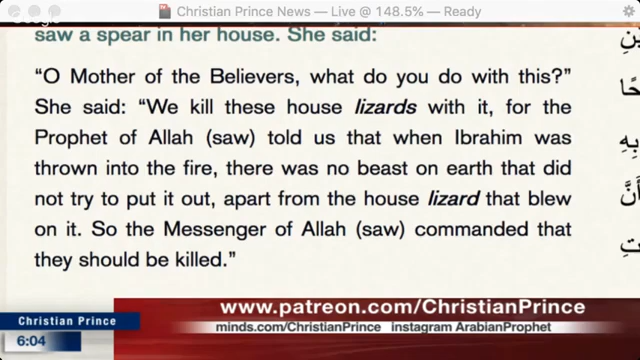 Christian Prince News — Live @ 148.5% — Ready
saw a spear in her house. She said:
“O Mother of the Believers, what do you do with this?”
She said: “We kill these house lizards with it, for the
Prophet of Allah (saw) told us that when Ibrahim was
thrown into the fire, there was no beast on earth that did
not try to put it out, apart from the house lizard that blew
on it. So the Messenger of Allah (saw) commanded that
they should be killed.”
www.patreon.com/ChristianPrince
Christian Prince
minds.com/ChristianPrince instagram ArabianProphet
6:04